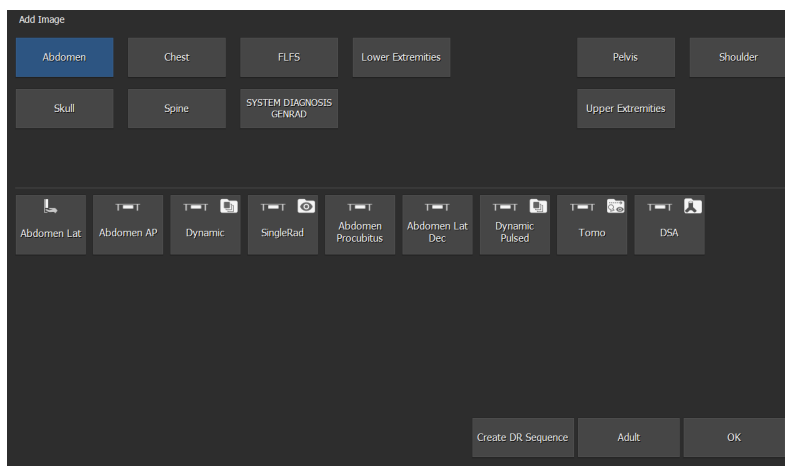 Add Image
Abdomen
Chest
FLFS
Lower Extremities
Pelvis
Shoulder
Skull
Spine
SYSTEM DIAGNOSIS
GENRAD
Upper Extremities
Abdomen Lat
Abdomen AP
Dynamic
SingleRad
Abdomen
Procubitus
Abdomen Lat
Dec
Dynamic
Pulsed
Tomo
DSA
Create DR Sequence
Adult
OK